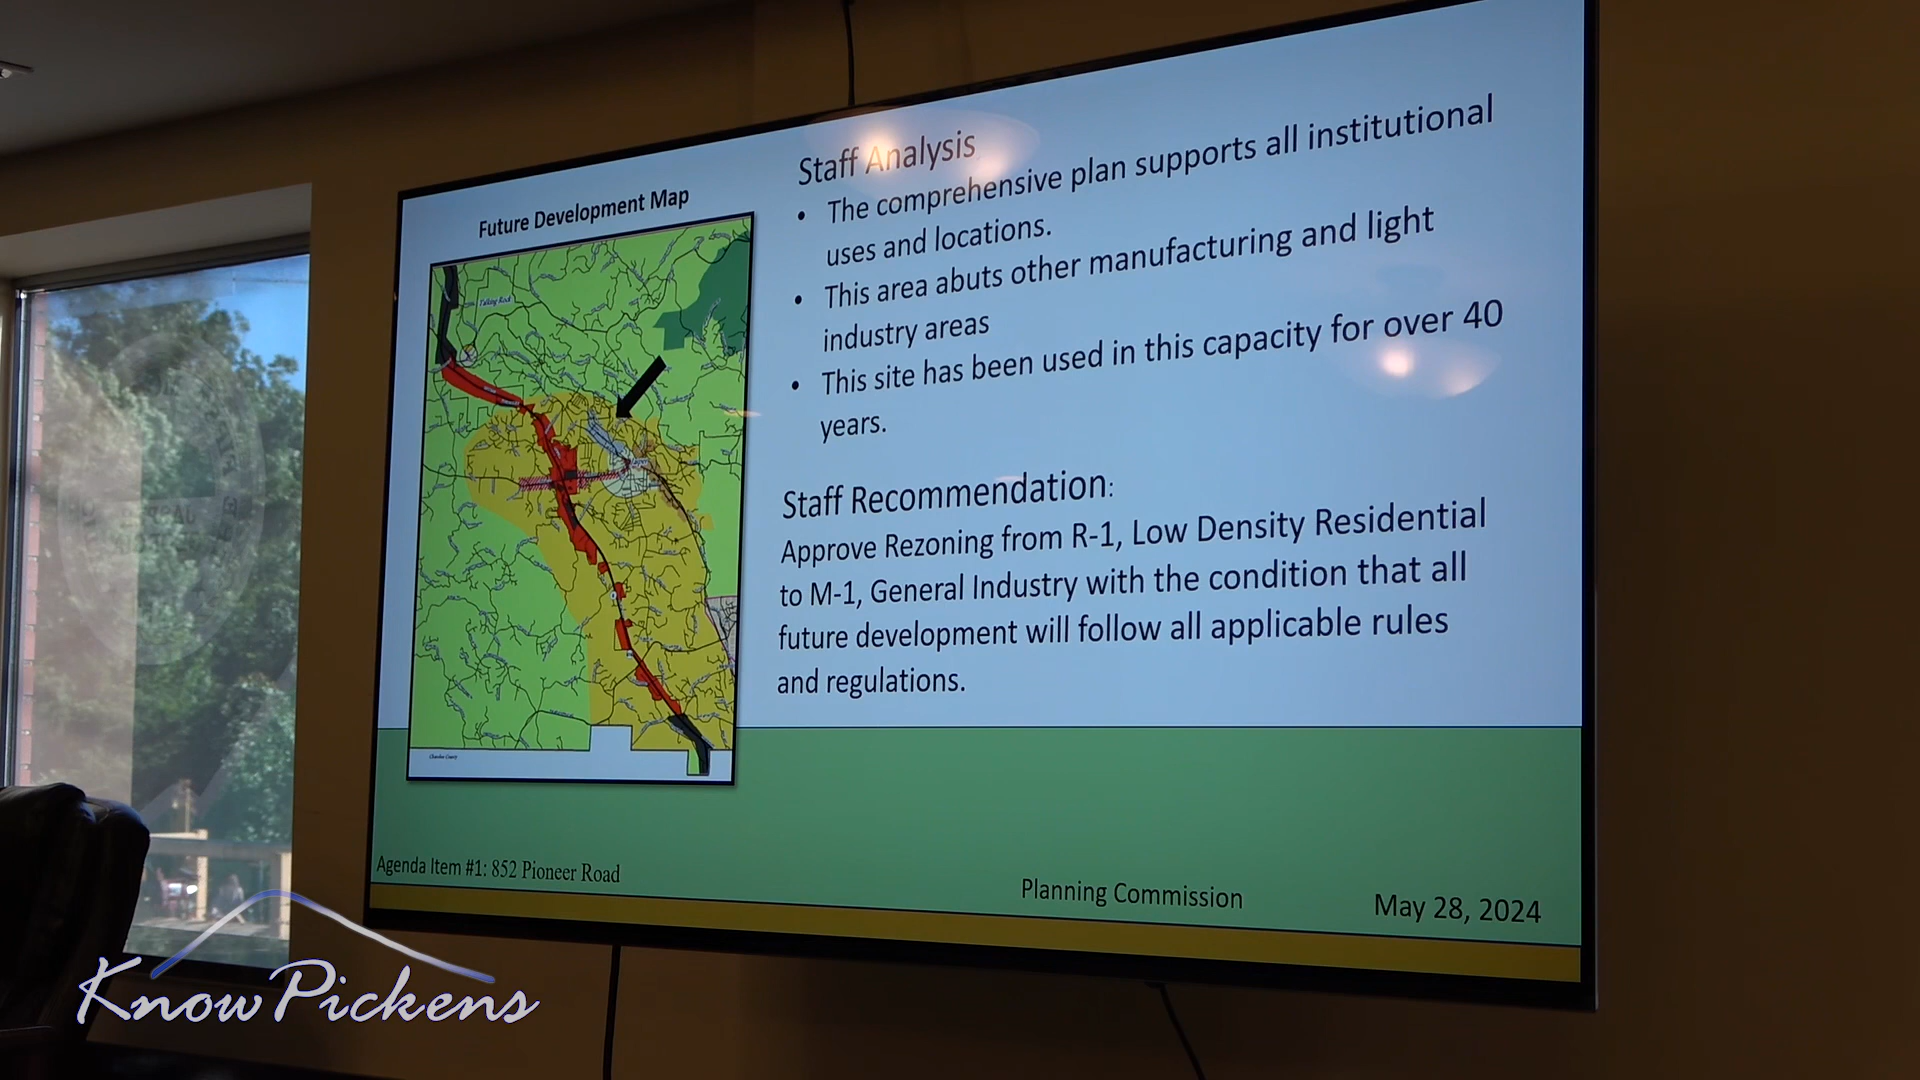 Future Development Map
Talking Rock
Staff Analysis
• The comprehensive plan supports all institutional
uses and locations.
• This area abuts other manufacturing and light
industry areas
• This site has been used in this capacity for over 40
years.
Staff Recommendation:
Approve Rezoning from R-1, Low Density Residential
to M-1, General Industry with the condition that all
future development will follow all applicable rules
and regulations.
Agenda Item #1: 852 Pioneer Road
Planning Commission
May 28, 2024
KnowPickens